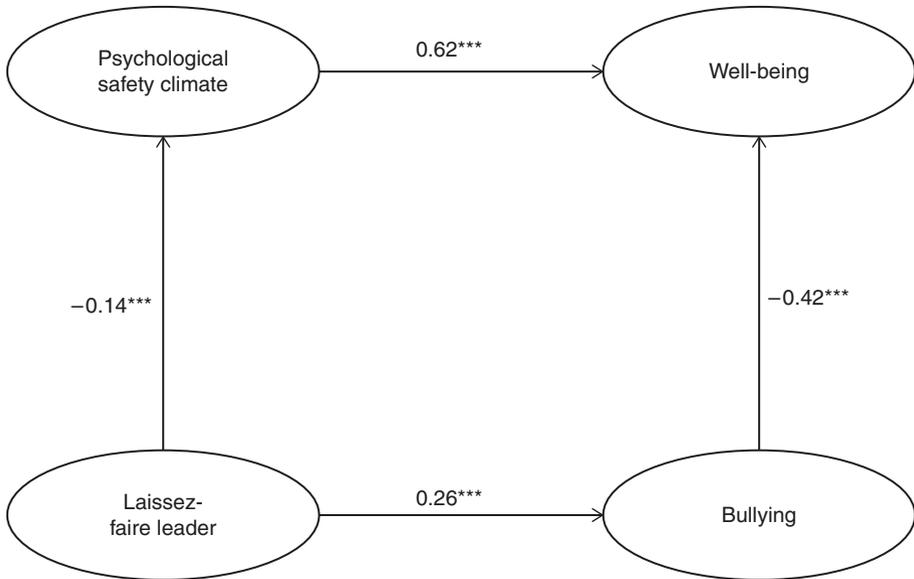 Psychological
safety climate
0.62***
Well-being
−0.14***
−0.42***
Laissez-
faire leader
0.26***
Bullying